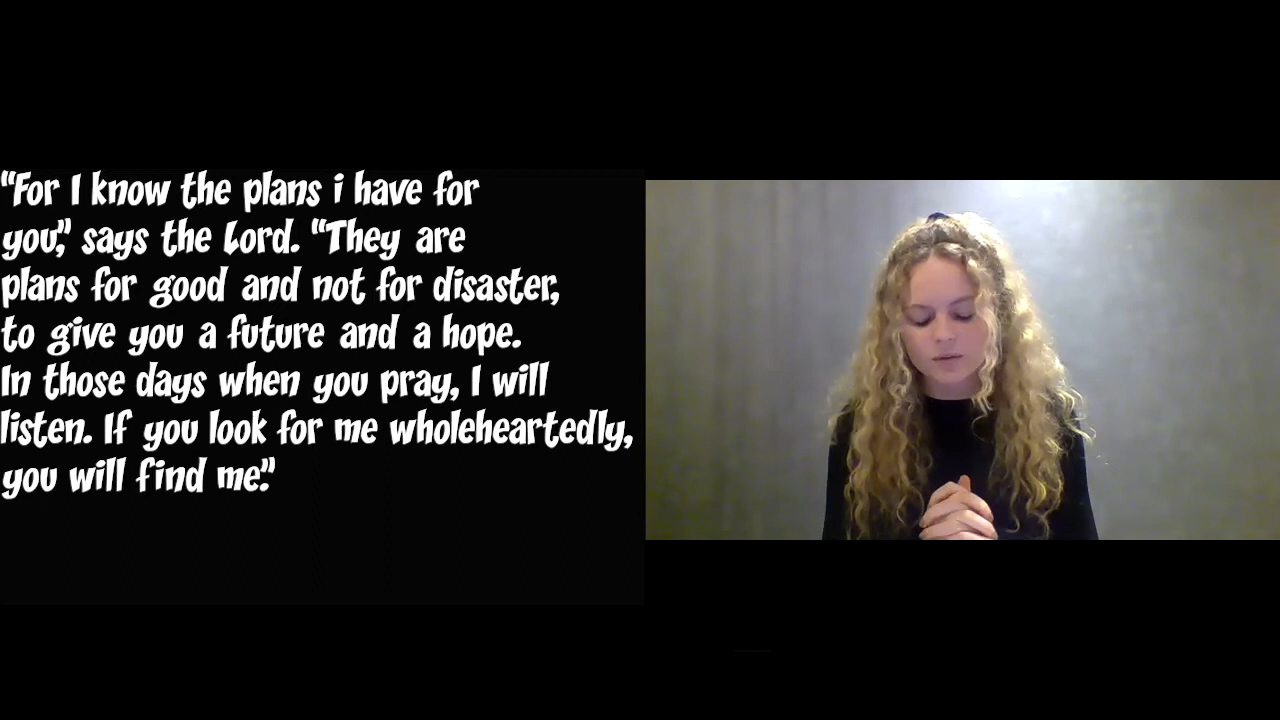 “For I know the plans i have for
you,” says the Lord. “They are
plans for good and not for disaster,
to give you a future and a hope.
In those days when you pray, I will
listen. If you look for me wholeheartedly,
you will find me.”